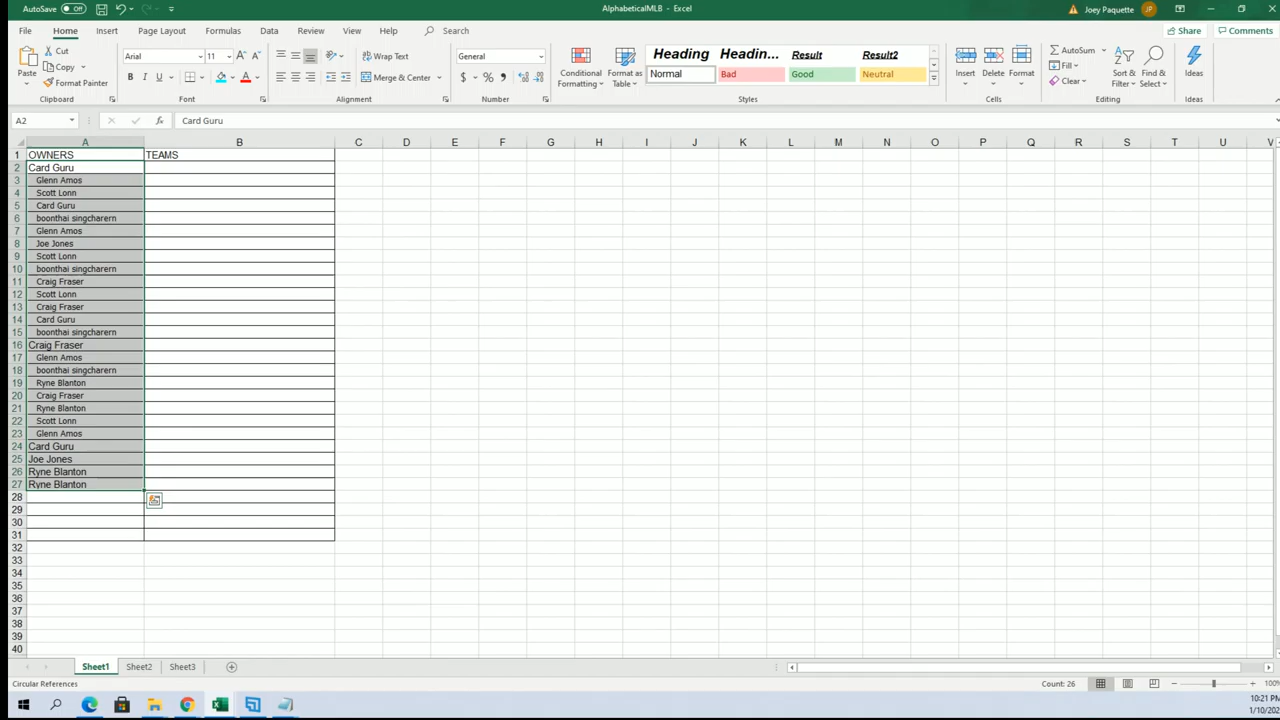 AutoSave Off AlphabeticalMLB - Excel Joey Paquette JP
File Home Insert Page Layout Formulas Data Review View Help Search Share Comments
Paste Cut Copy Format Painter Clipboard
Arial 11 B I U A A A Font
Wrap Text Merge & Center Alignment
General $ % Number
Conditional Formatting Format as Table
Heading Headin... Result Result2
Normal Bad Good Neutral
Styles
Insert Delete Format Cells
AutoSum Fill Clear Sort & Filter Find & Select Editing
Ideas Ideas
A2 fx Card Guru
A B C D E F G H I J K L M N O P Q R S T U V
1 OWNERS TEAMS
2 Card Guru
3 Glenn Amos
4 Scott Lonn
5 Card Guru
6 boonthai singcharern
7 Glenn Amos
8 Joe Jones
9 Scott Lonn
10 boonthai singcharern
11 Craig Fraser
12 Scott Lonn
13 Craig Fraser
14 Card Guru
15 boonthai singcharern
16 Craig Fraser
17 Glenn Amos
18 boonthai singcharern
19 Ryne Blanton
20 Craig Fraser
21 Ryne Blanton
22 Scott Lonn
23 Glenn Amos
24 Card Guru
25 Joe Jones
26 Ryne Blanton
27 Ryne Blanton
28
29
30
31
32
33
34
35
36
37
38
39
40
Sheet1 Sheet2 Sheet3
Circular References Count: 26 100%
10:21 PM